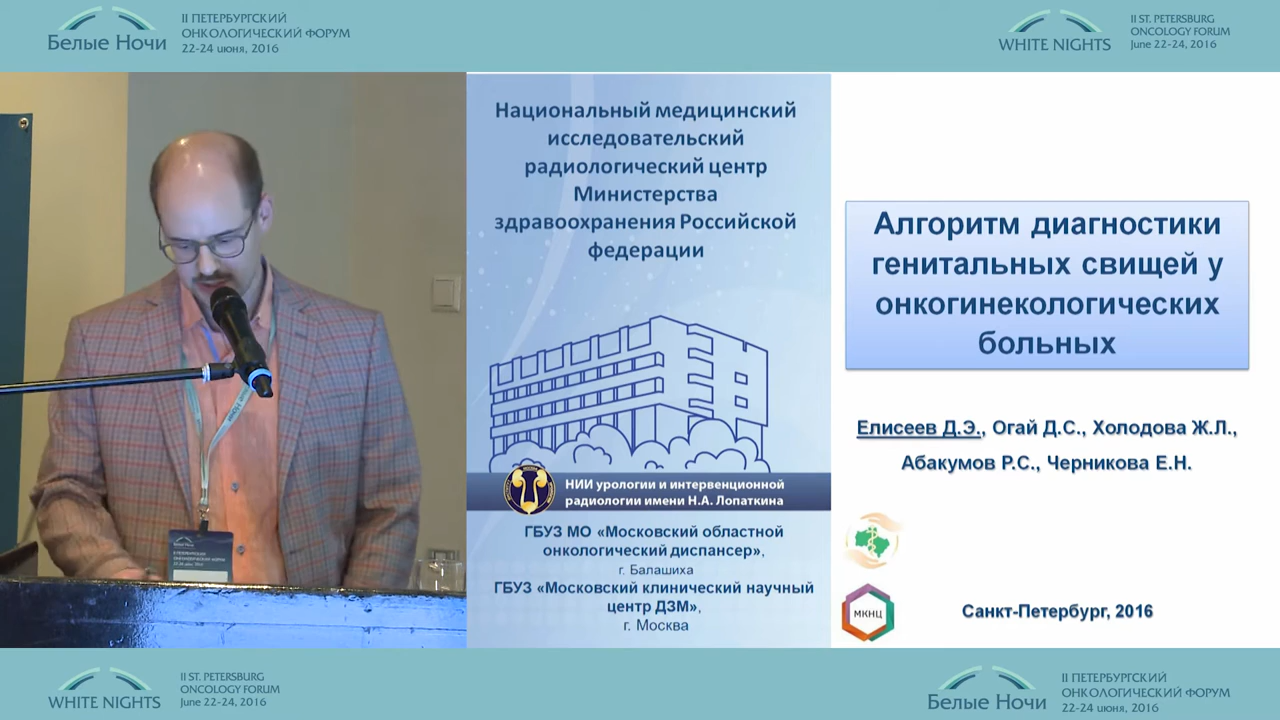 Белые Ночи
II ПЕТЕРБУРГСКИЙ
ОНКОЛОГИЧЕСКИЙ ФОРУМ
22-24 июня, 2016
WHITE NIGHTS
II ST. PETERSBURG
ONCOLOGY FORUM
June 22-24, 2016
Национальный медицинский
исследовательский
радиологический центр
Министерства
здравоохранения Российской
федерации
НИИ урологии и интервенционной
радиологии имени Н.А. Лопаткина
ГБУЗ МО «Московский областной
онкологический диспансер»,
г. Балашиха
ГБУЗ «Московский клинический научный
центр ДЗМ»,
г. Москва
Алгоритм диагностики
генитальных свищей у
онкогинекологических
больных
Елисеев Д.Э., Огай Д.С., Холодова Ж.Л.,
Абакумов Р.С., Черникова Е.Н.
МКНЦ
Санкт-Петербург, 2016
WHITE NIGHTS
II ST. PETERSBURG
ONCOLOGY FORUM
June 22-24, 2016
Белые Ночи
II ПЕТЕРБУРГСКИЙ
ОНКОЛОГИЧЕСКИЙ ФОРУМ
22-24 июня, 2016